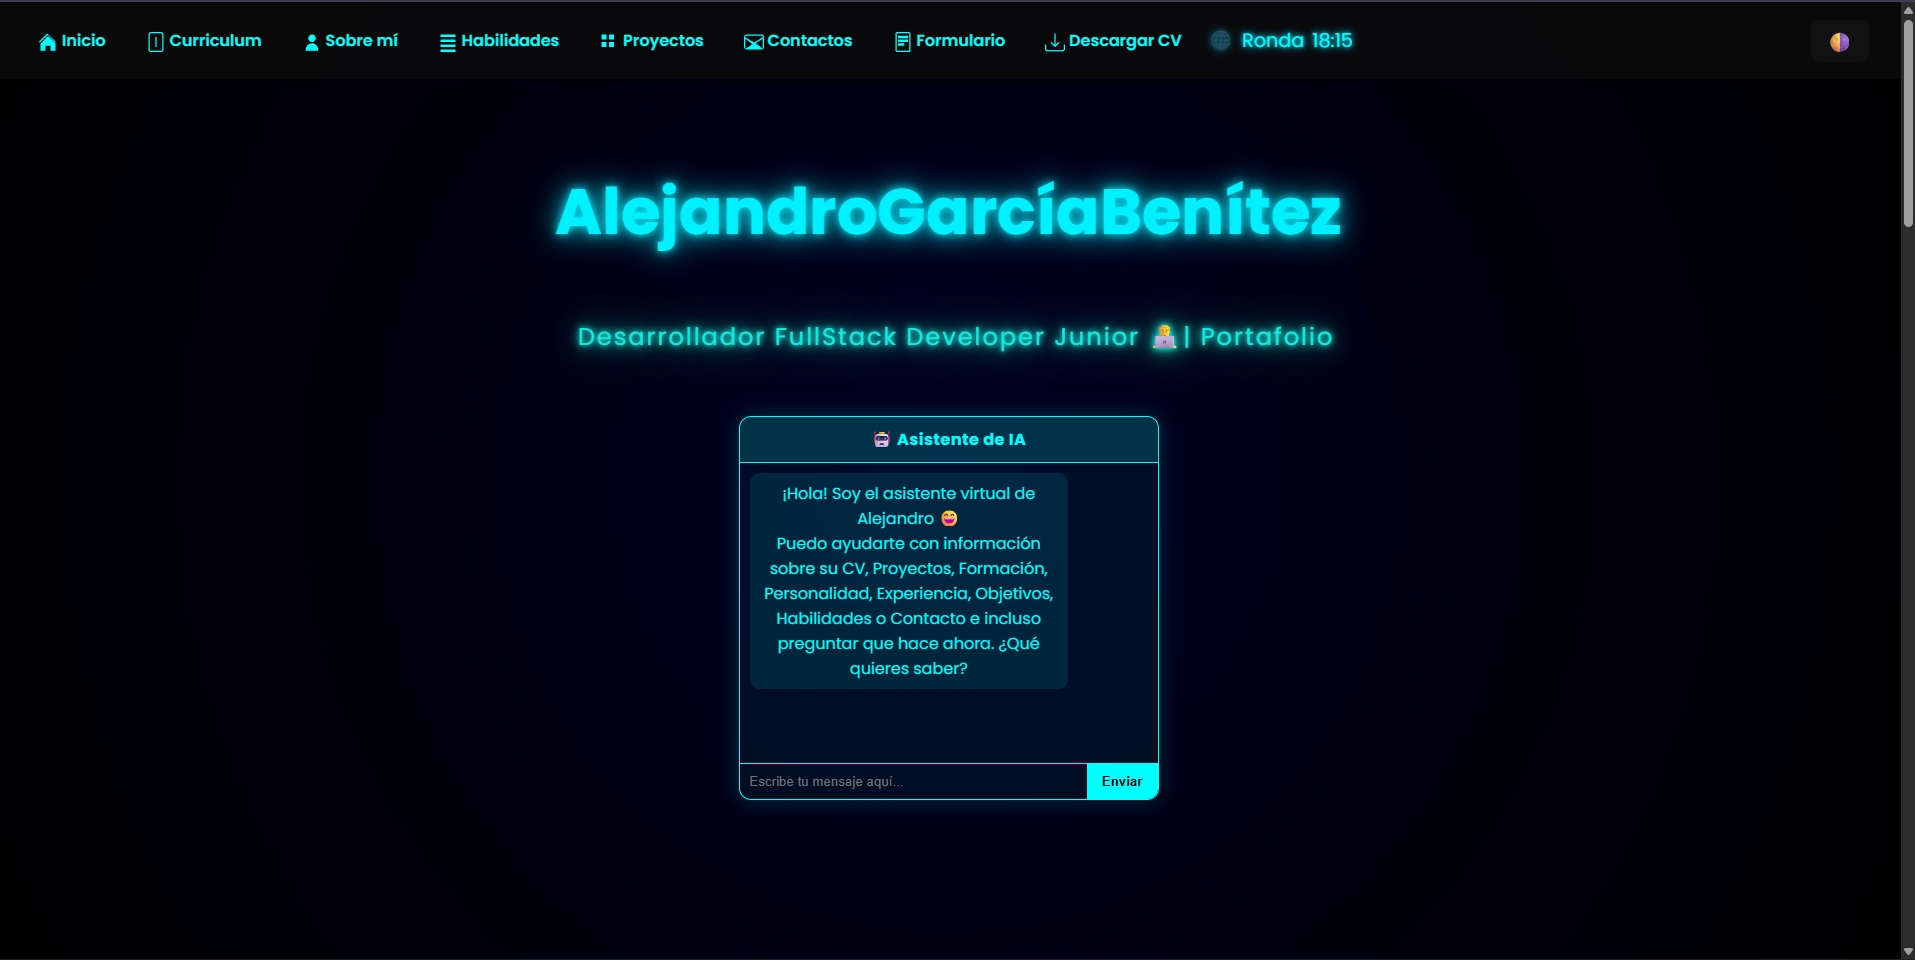 Inicio Curriculum Sobre mí Habilidades Proyectos Contactos Formulario Descargar CV Ronda 18:15
AlejandroGarcíaBenítez
Desarrollador FullStack Developer Junior 👨‍💻| Portafolio
🤖 Asistente de IA
¡Hola! Soy el asistente virtual de
Alejandro 😄
Puedo ayudarte con información
sobre su CV, Proyectos, Formación,
Personalidad, Experiencia, Objetivos,
Habilidades o Contacto e incluso
preguntar que hace ahora. ¿Qué
quieres saber?
Escribe tu mensaje aquí... Enviar